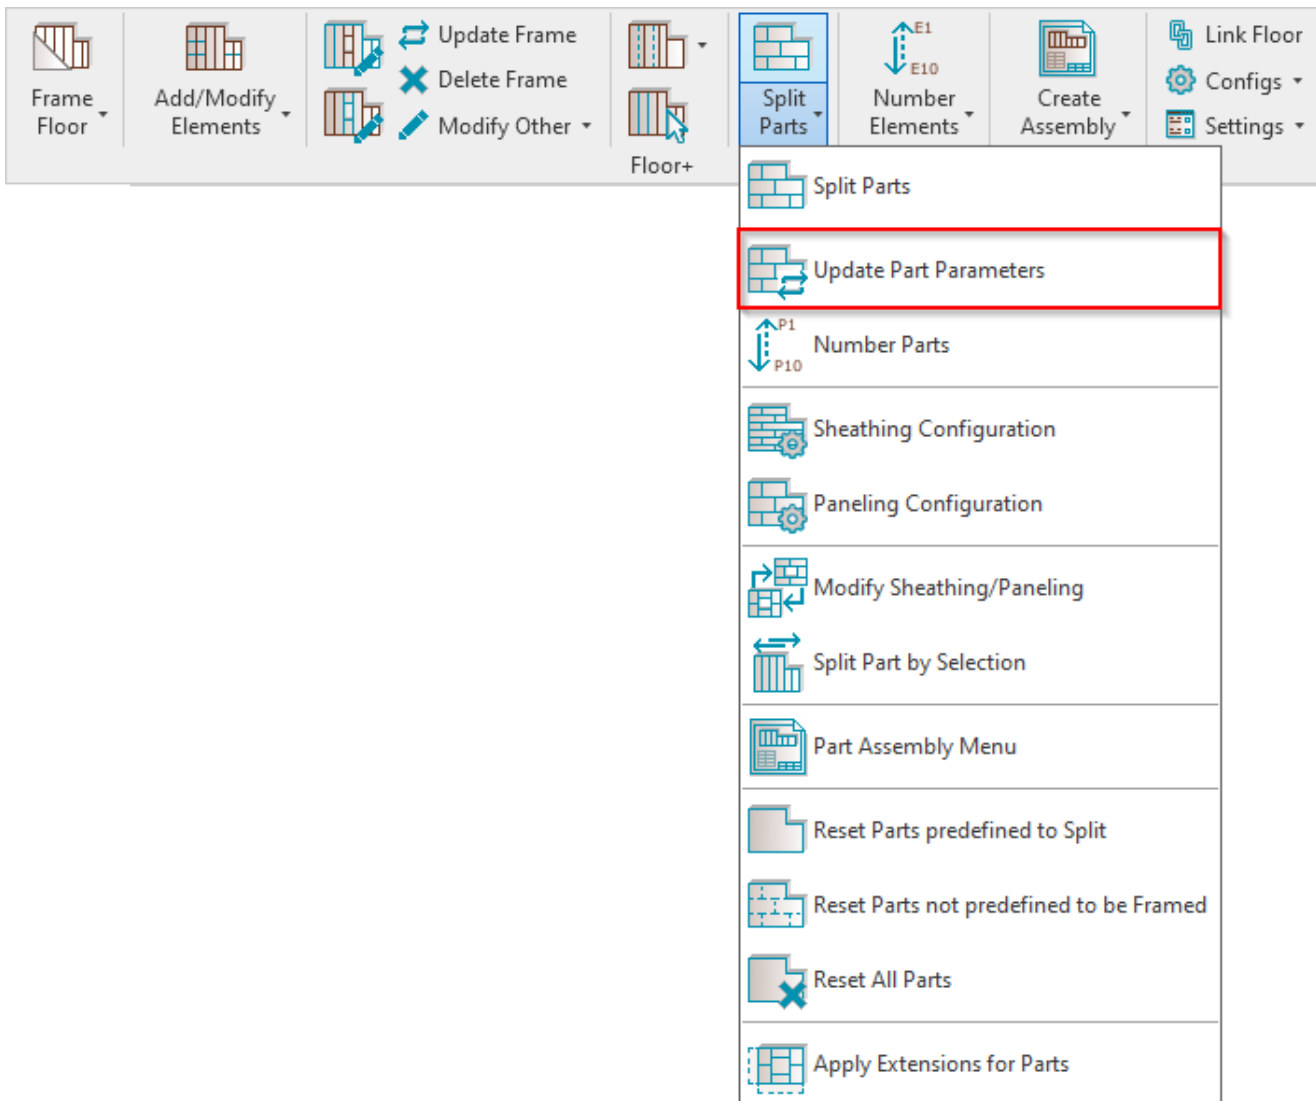 Frame
Floor
Add/Modify
Elements
Update Frame
Delete Frame
Modify Other
Floor+
Split
Parts
E1
E10
Number
Elements
Create
Assembly
Link Floor
Configs
Settings
Split Parts
Update Part Parameters
P1
P10
Number Parts
Sheathing Configuration
Paneling Configuration
Modify Sheathing/Paneling
Split Part by Selection
Part Assembly Menu
Reset Parts predefined to Split
Reset Parts not predefined to be Framed
Reset All Parts
Apply Extensions for Parts